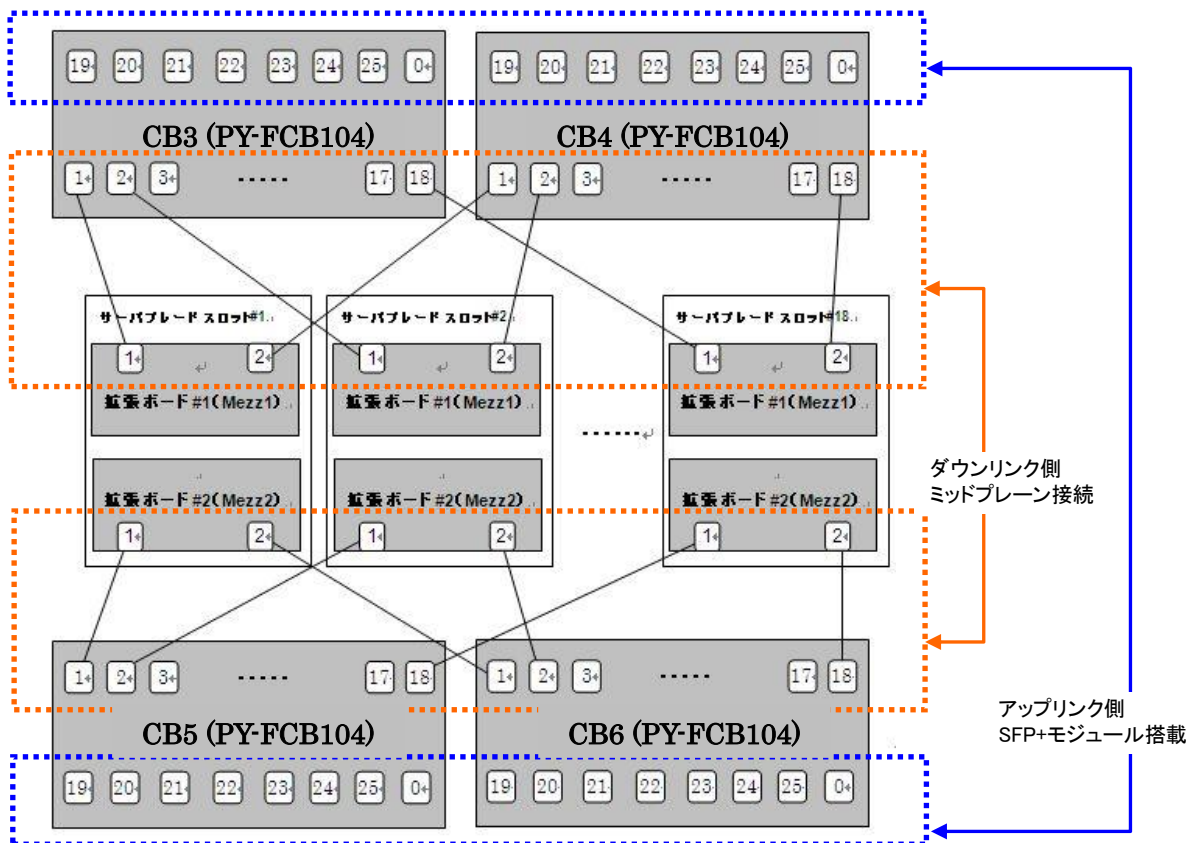 19 20 21 22 23 24 25 0
19 20 21 22 23 24 25 0
CB3 (PY-FCB104)
CB4 (PY-FCB104)
1 2 3 ・・・・・ 17 18
1 2 3 ・・・・・ 17 18
サーバブレード スロット#1
サーバブレード スロット#2
サーバブレード スロット#18
1 2
1 2
1 2
拡張ボード#1(Mezz1)
拡張ボード#1(Mezz1)
拡張ボード#1(Mezz1)
・・・・・・
拡張ボード#2(Mezz2)
拡張ボード#2(Mezz2)
拡張ボード#2(Mezz2)
1 2
1 2
1 2
ダウンリンク側
ミッドプレーン接続
1 2 3 ・・・・・ 17 18
1 2 3 ・・・・・ 17 18
CB5 (PY-FCB104)
CB6 (PY-FCB104)
アップリンク側
SFP+モジュール搭載
19 20 21 22 23 24 25 0
19 20 21 22 23 24 25 0